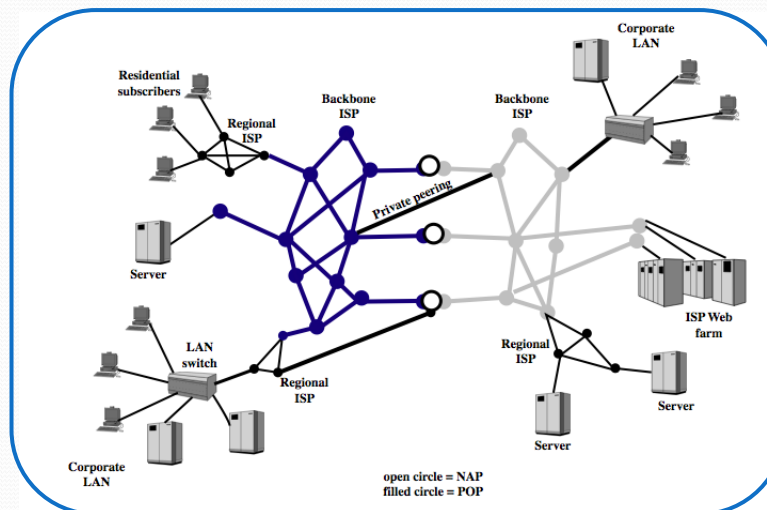 Corporate
LAN
Residential
subscribers
Regional
ISP
Backbone
ISP
Backbone
ISP
Private peering
Server
ISP Web
farm
LAN
switch
Regional
ISP
Regional
ISP
Server
Server
Corporate
LAN
open circle = NAP
filled circle = POP